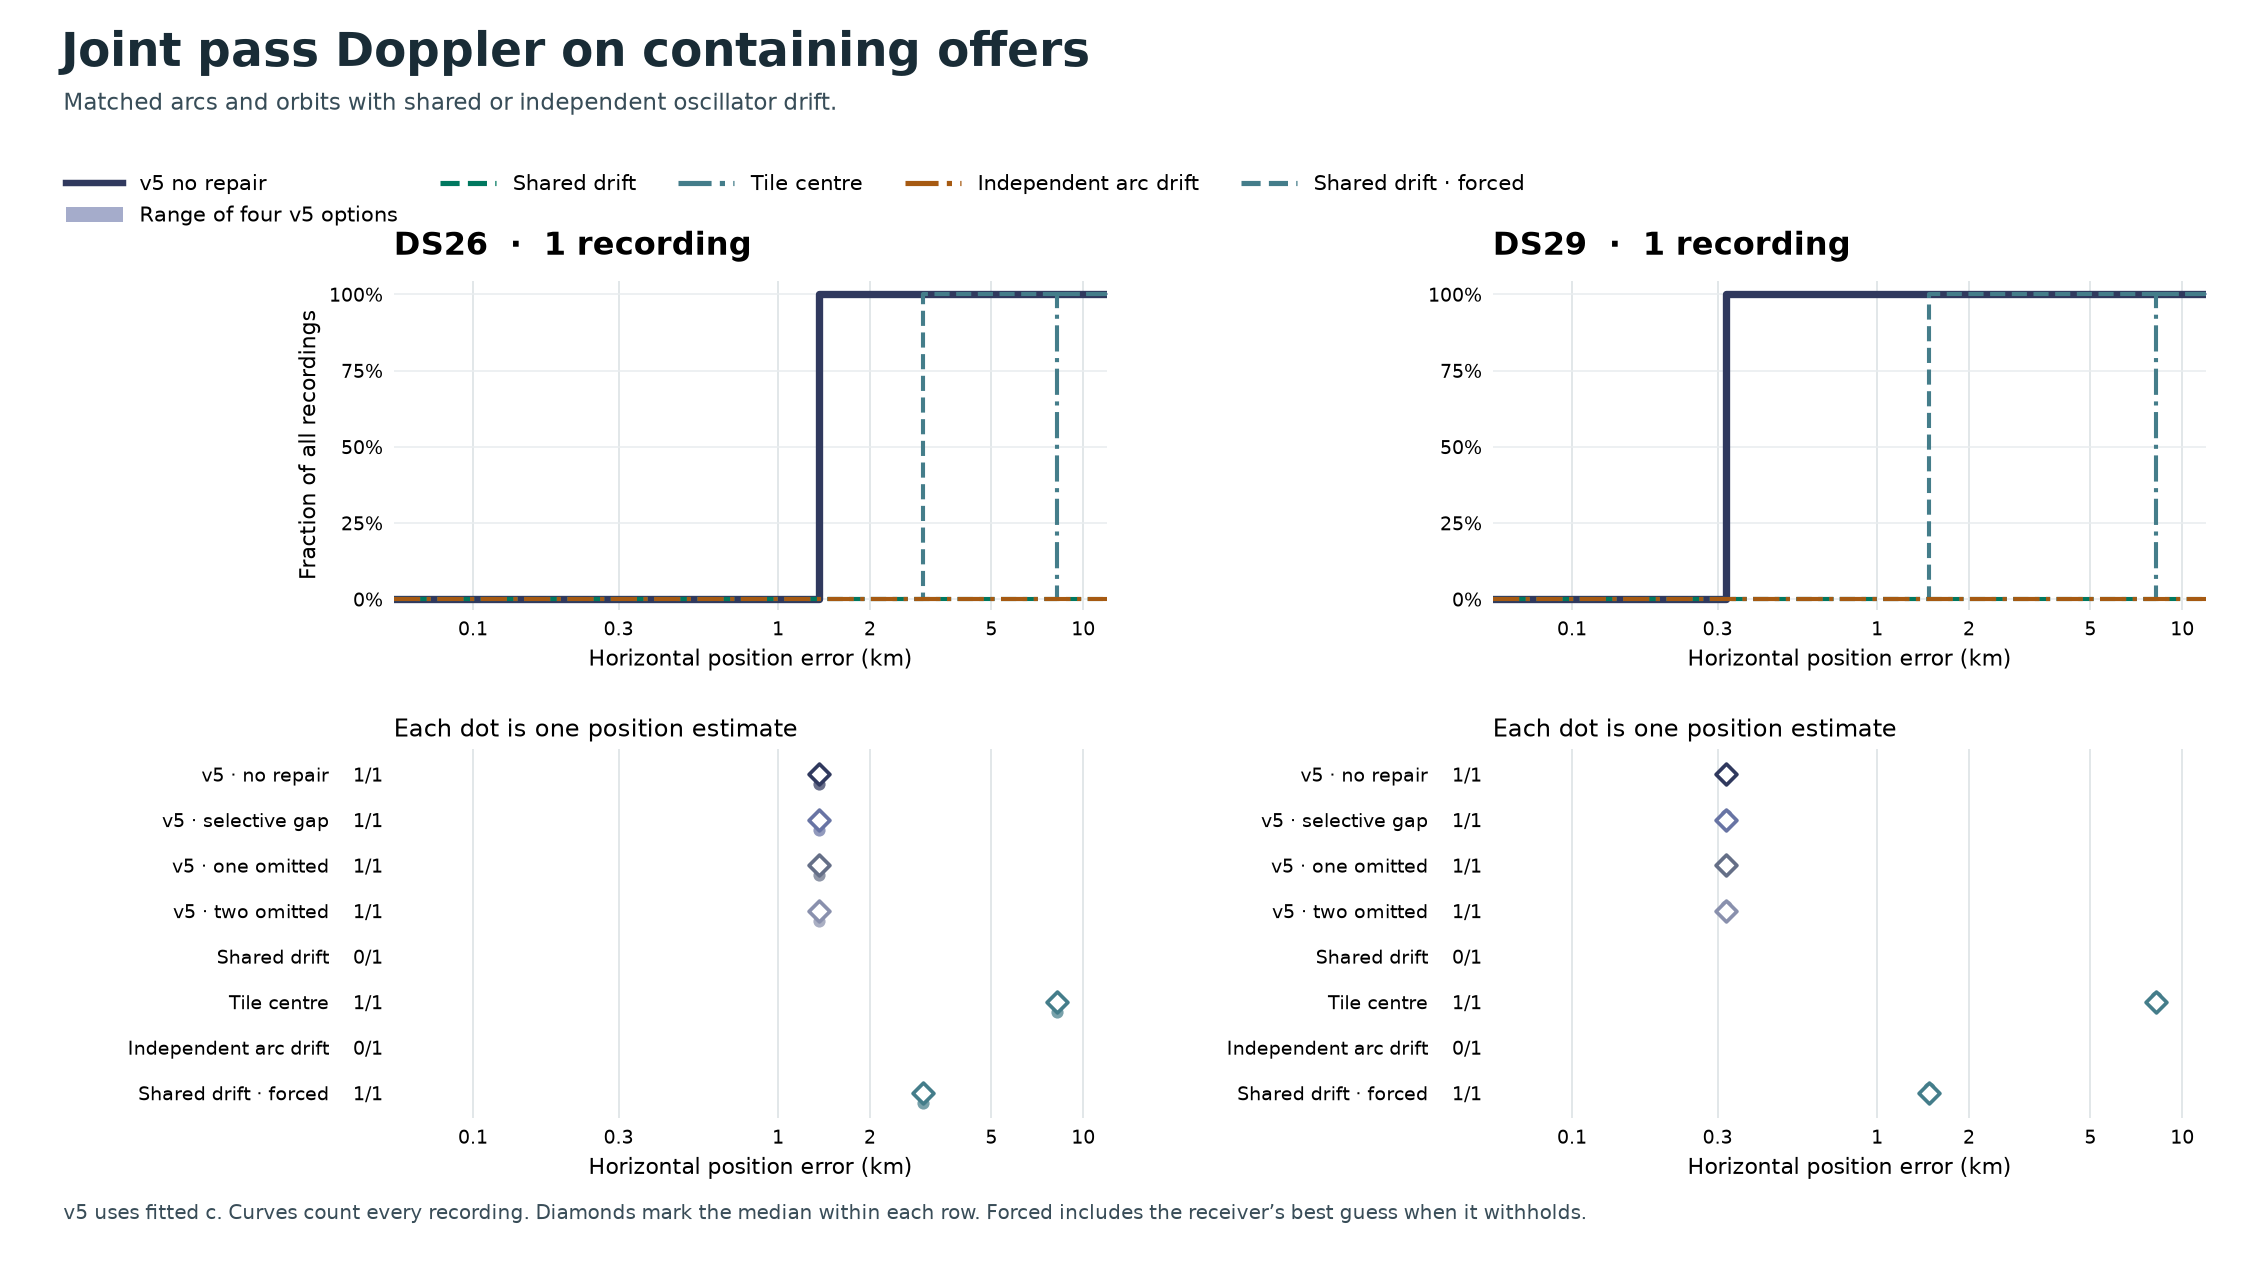 Joint pass Doppler on containing offers
Matched arcs and orbits with shared or independent oscillator drift.
v5 no repair
Shared drift
Tile centre
Independent arc drift
Shared drift · forced
Range of four v5 options
DS26 · 1 recording
100%
75%
50%
25%
0%
Fraction of all recordings
0.1 0.3 1 2 5 10
Horizontal position error (km)
DS29 · 1 recording
100%
75%
50%
25%
0%
0.1 0.3 1 2 5 10
Horizontal position error (km)
Each dot is one position estimate
v5 · no repair 1/1
v5 · selective gap 1/1
v5 · one omitted 1/1
v5 · two omitted 1/1
Shared drift 0/1
Tile centre 1/1
Independent arc drift 0/1
Shared drift · forced 1/1
0.1 0.3 1 2 5 10
Horizontal position error (km)
Each dot is one position estimate
v5 · no repair 1/1
v5 · selective gap 1/1
v5 · one omitted 1/1
v5 · two omitted 1/1
Shared drift 0/1
Tile centre 1/1
Independent arc drift 0/1
Shared drift · forced 1/1
0.1 0.3 1 2 5 10
Horizontal position error (km)
v5 uses fitted c. Curves count every recording. Diamonds mark the median within each row. Forced includes the receiver’s best guess when it withholds.